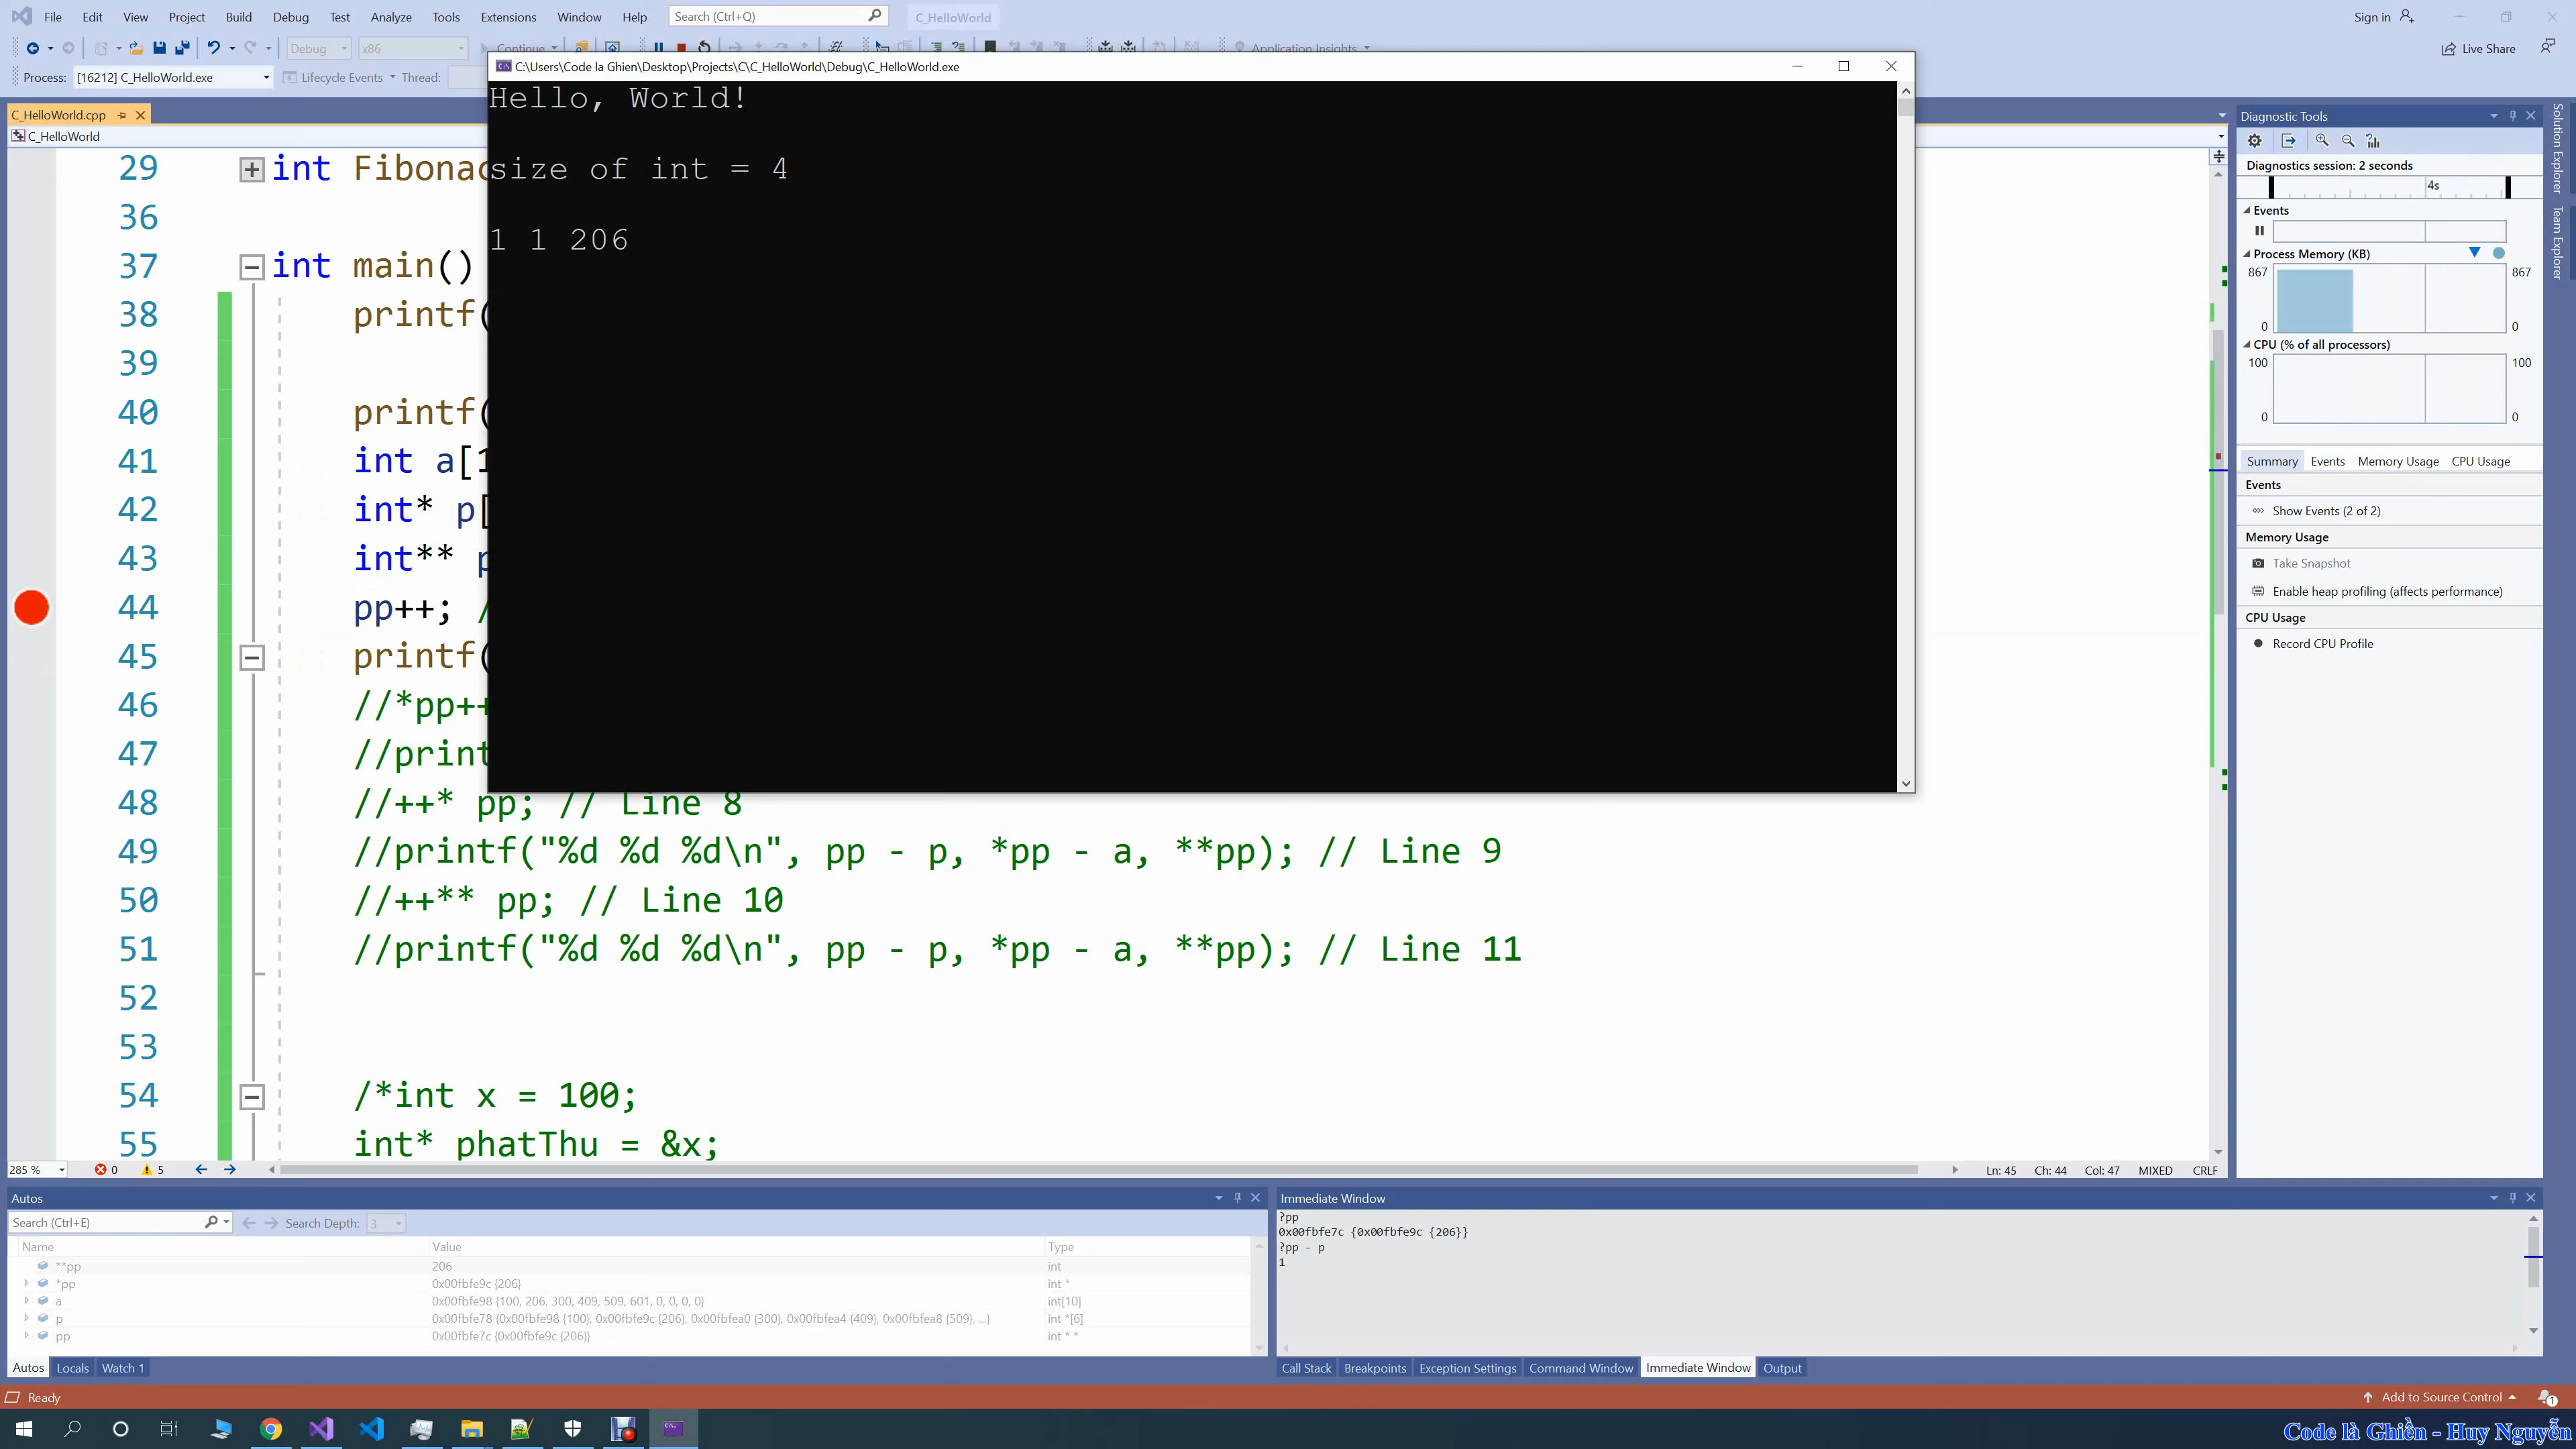 File Edit View Project Build Debug Test Analyze Tools Extensions Window Help Search (Ctrl+Q) C_HelloWorld Sign in
Debug x86 Continue Application Insights Live Share
Process: [16212] C_HelloWorld.exe Lifecycle Events Thread:
C:\Users\Code la Ghien\Desktop\Projects\C\C_HelloWorld\Debug\C_HelloWorld.exe
Hello, World!
size of int = 4
1 1 206
C_HelloWorld.cpp
C_HelloWorld
29 int Fibonac
36
37 int main()
38 printf(
39
40 printf(
41 int a[1
42 int* p[
43 int** p
44 pp++; /
45 printf(
46 //*pp++
47 //print
48 //++* pp; // Line 8
49 //printf("%d %d %d\n", pp - p, *pp - a, **pp); // Line 9
50 //++** pp; // Line 10
51 //printf("%d %d %d\n", pp - p, *pp - a, **pp); // Line 11
52
53
54 /*int x = 100;
55 int* phatThu = &x;
285 % 0 5 Ln: 45 Ch: 44 Col: 47 MIXED CRLF
Diagnostic Tools
Diagnostics session: 2 seconds
4s
Events
Process Memory (KB)
867 867
0 0
CPU (% of all processors)
100 100
0 0
Summary Events Memory Usage CPU Usage
Events
Show Events (2 of 2)
Memory Usage
Take Snapshot
Enable heap profiling (affects performance)
CPU Usage
Record CPU Profile
Solution Explorer
Team Explorer
Autos
Search (Ctrl+E) Search Depth: 3
Name Value Type
**pp 206 int
*pp 0x00fbfe9c {206} int *
a 0x00fbfe98 {100, 206, 300, 409, 509, 601, 0, 0, 0, 0} int[10]
p 0x00fbfe78 {0x00fbfe98 {100}, 0x00fbfe9c {206}, 0x00fbfea0 {300}, 0x00fbfea4 {409}, 0x00fbfea8 {509}, ...} int *[6]
pp 0x00fbfe7c {0x00fbfe9c {206}} int * *
Autos Locals Watch 1
Immediate Window
?pp
0x00fbfe7c {0x00fbfe9c {206}}
?pp - p
1
Call Stack Breakpoints Exception Settings Command Window Immediate Window Output
Ready Add to Source Control 1
Code là Ghiền - Huy Nguyễn